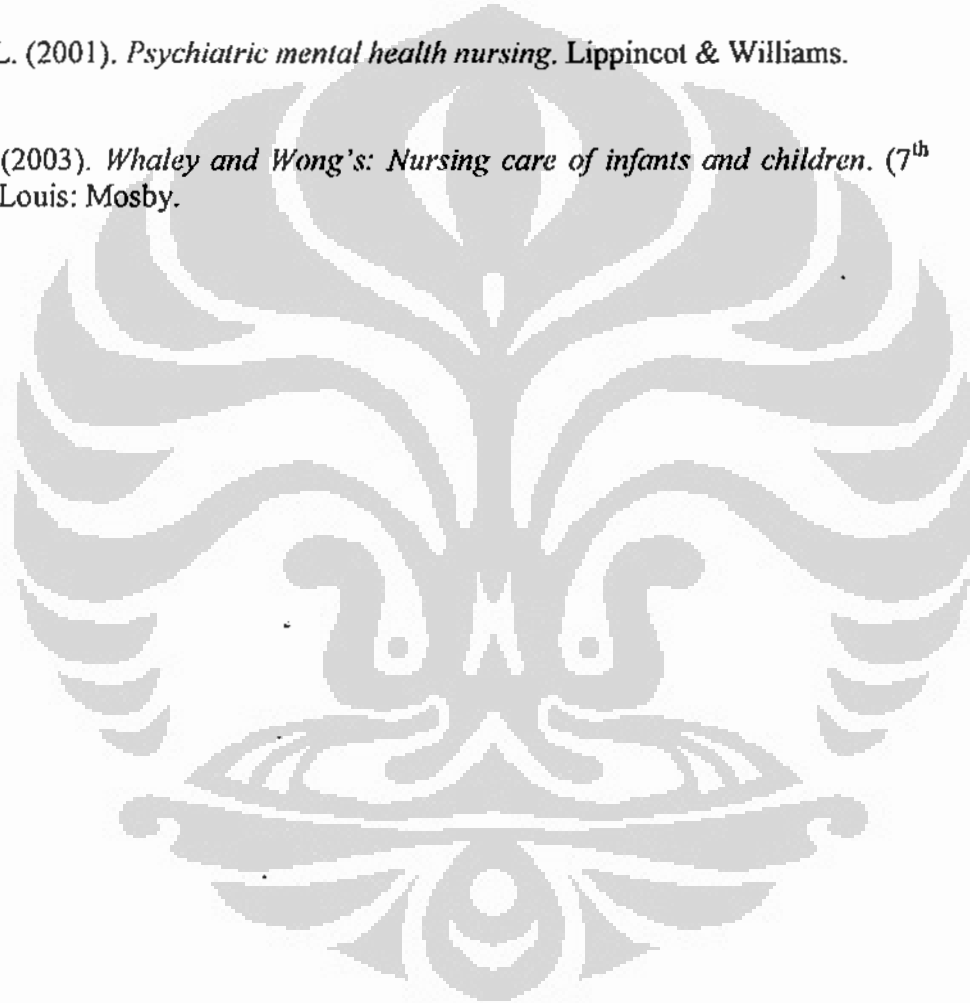 L. (2001). Psychiatric mental health nursing. Lippincot & Williams.
(2003). Whaley and Wong's: Nursing care of infants and children. (7th
Louis: Mosby.